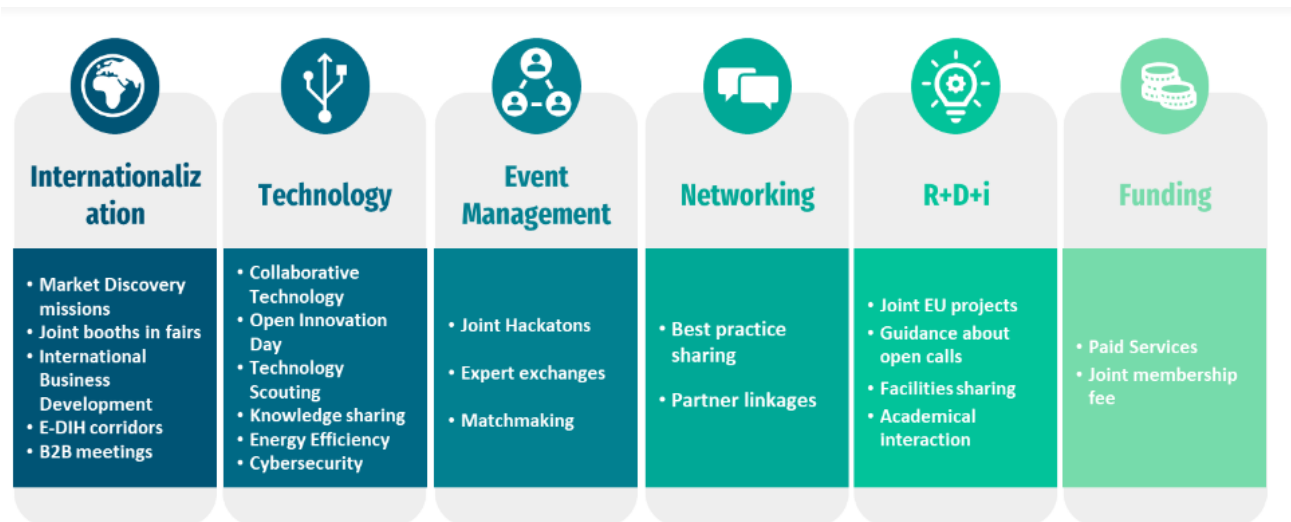 Internationaliz
ation
• Market Discovery
missions
• Joint booths in fairs
• International
Business
Development
• E-DIH corridors
• B2B meetings
Technology
• Collaborative
Technology
• Open Innovation
Day
• Technology
Scouting
• Knowledge sharing
• Energy Efficiency
• Cybersecurity
Event
Management
• Joint Hackatons
• Expert exchanges
• Matchmaking
Networking
• Best practice
sharing
• Partner linkages
R+D+i
• Joint EU projects
• Guidance about
open calls
• Facilities sharing
• Academical
interaction
Funding
• Paid Services
• Joint membership
fee